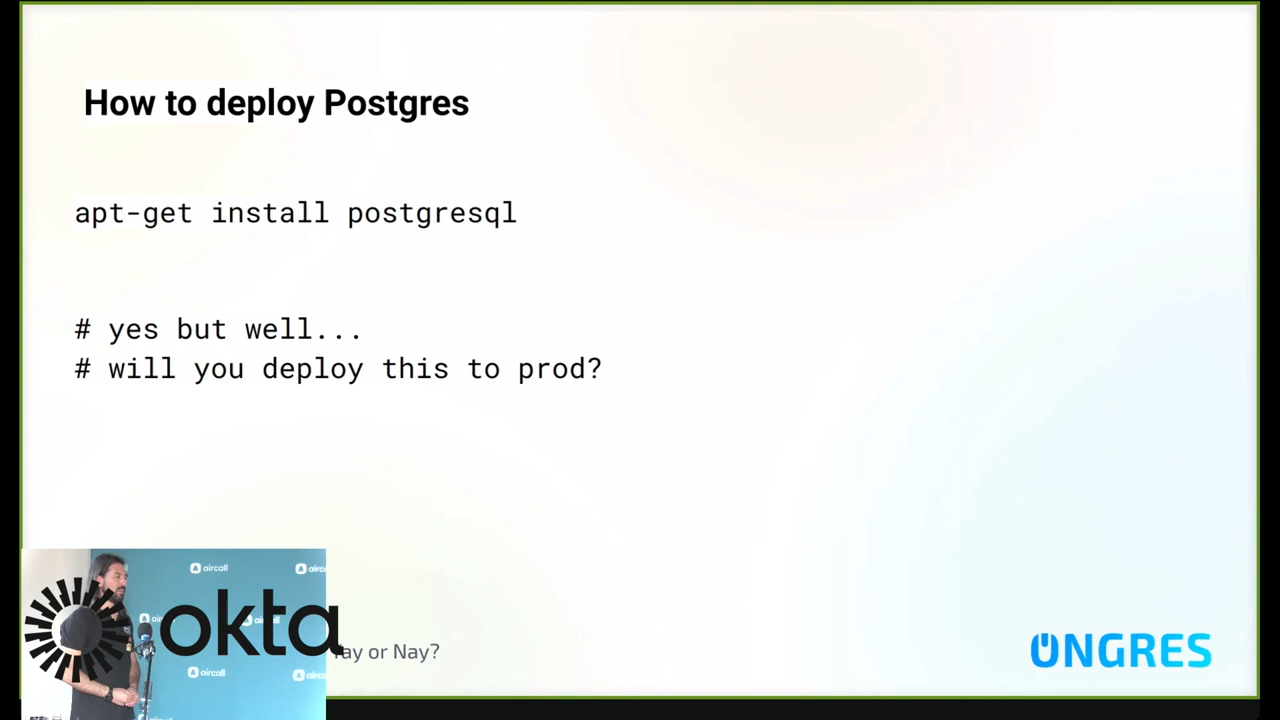 How to deploy Postgres
apt-get install postgresql
# yes but well...
# will you deploy this to prod?
aircall
okta
aircall
or Nay?
ONGRES